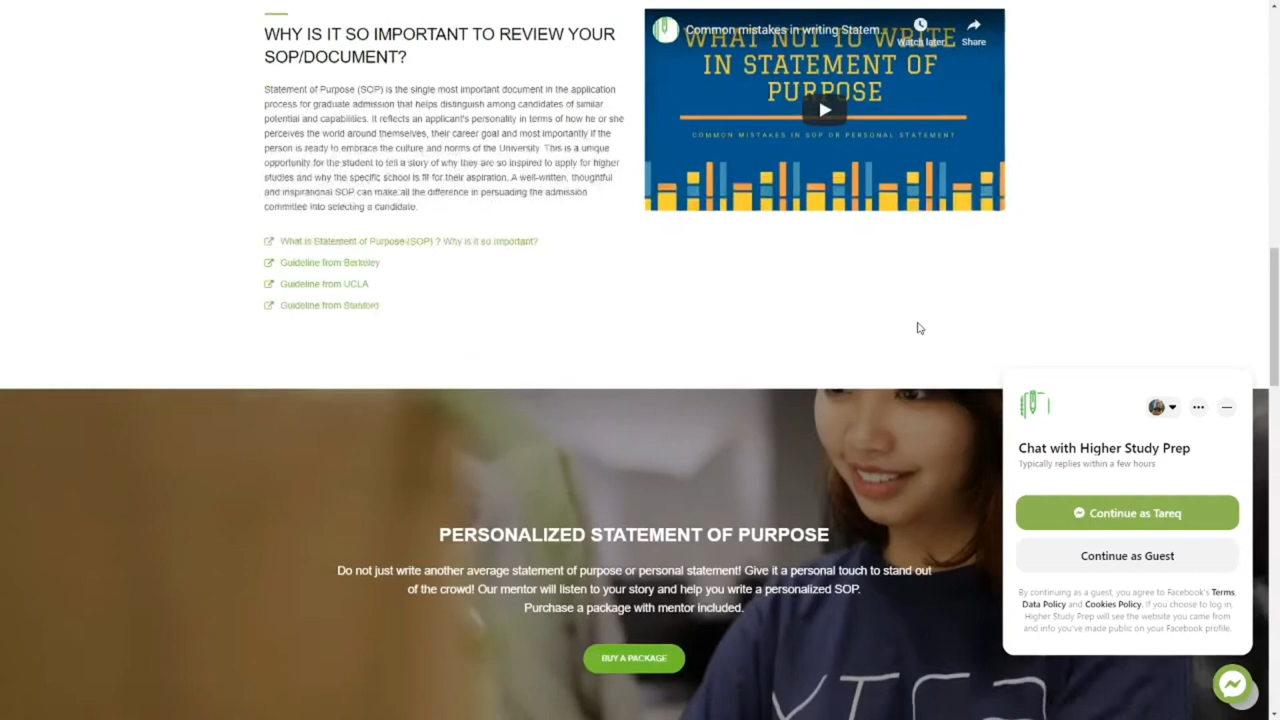 WHY IS IT SO IMPORTANT TO REVIEW YOUR
SOP/DOCUMENT?
Statement of Purpose (SOP) is the single most important document in the application
process for graduate admission that helps distinguish among candidates of similar
potential and capabilities. It reflects an applicant's personality in terms of how he or she
perceives the world around themselves, their career goal and most importantly if the
person is ready to embrace the culture and norms of the University. This is a unique
opportunity for the student to tell a story of why they are so inspired to apply for higher
studies and why the specific school is fit for their aspiration. A well-written, thoughtful
and inspirational SOP can make all the difference in persuading the admission
committee into selecting a candidate.
What is Statement of Purpose (SOP) ? Why is it so important?
Guideline from Berkeley
Guideline from UCLA
Guideline from Stanford
Common mistakes in writing Statem
Watch later
Share
WHAT NOT TO WRITE
IN STATEMENT OF
PURPOSE
COMMON MISTAKES IN SOP OR PERSONAL STATEMENT
PERSONALIZED STATEMENT OF PURPOSE
Do not just write another average statement of purpose or personal statement! Give it a personal touch to stand out
of the crowd! Our mentor will listen to your story and help you write a personalized SOP.
Purchase a package with mentor included.
BUY A PACKAGE
Chat with Higher Study Prep
Typically replies within a few hours
Continue as Tareq
Continue as Guest
By continuing as a guest, you agree to Facebook's Terms,
Data Policy and Cookies Policy. If you choose to log in,
Higher Study Prep will see the website you came from
and info you've made public on your Facebook profile.